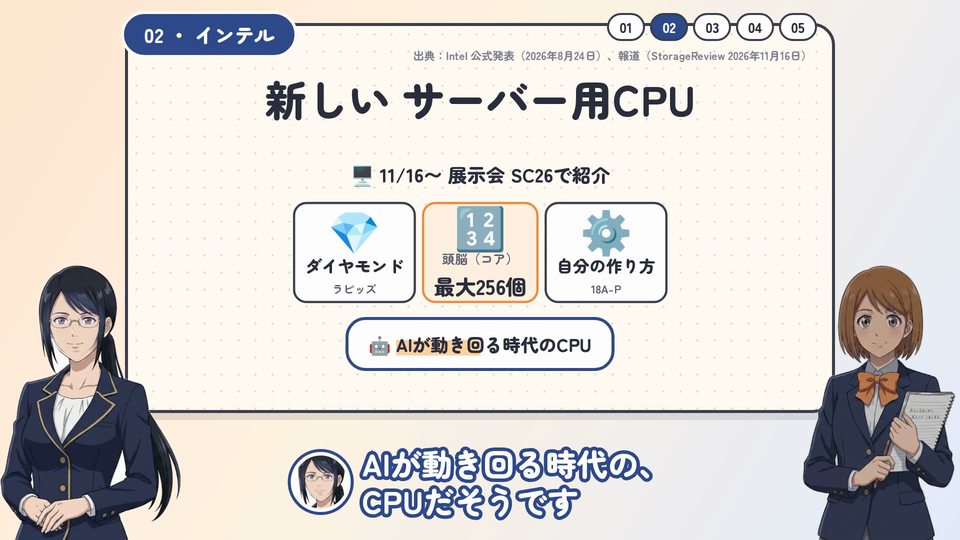 02 ・ インテル
01 02 03 04 05
出典：Intel 公式発表（2026年8月24日）、報道（StorageReview 2026年11月16日）
新しい サーバー用CPU
11/16〜 展示会 SC26で紹介
ダイヤモンド
ラピッズ
1 2
3 4
頭脳（コア）
最大256個
自分の作り方
18A-P
AIが動き回る時代のCPU
AIが動き回る時代の、
CPUだそうです